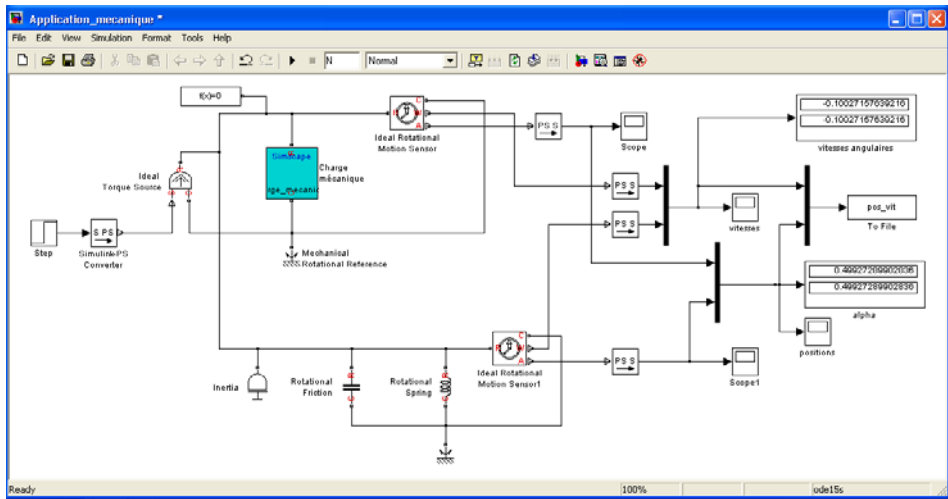 Application_mecanique *
File Edit View Simulation Format Tools Help
N
Normal
f(x)=0
Ideal Rotational
Motion Sensor
C
R
W
A
PS S
Scope
-0.10027157639216
-0.10027157639216
vitesses angulaires
Simscape
Charge
mécanique
rge_mecanic
Ideal
Torque Source
PS S
PS S
vitesses
pos_vit
To File
Step
S PS
Simulink-PS
Converter
Mechanical
Rotational Reference
0.49927289902836
alpha
positions
Inertia
Rotational
Friction
Rotational
Spring
C
R
W
A
Ideal Rotational
Motion Sensor1
PS S
Scope1
Ready
100%
ode15s